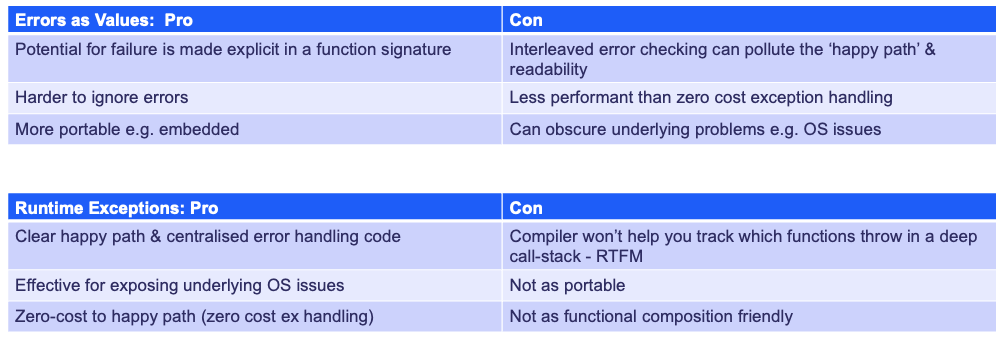 Errors as Values:  Pro
Con
Potential for failure is made explicit in a function signature
Interleaved error checking can pollute the ‘happy path’ &
readability
Harder to ignore errors
Less performant than zero cost exception handling
More portable e.g. embedded
Can obscure underlying problems e.g. OS issues
Runtime Exceptions: Pro
Con
Clear happy path & centralised error handling code
Compiler won’t help you track which functions throw in a deep
call-stack - RTFM
Effective for exposing underlying OS issues
Not as portable
Zero-cost to happy path (zero cost ex handling)
Not as functional composition friendly